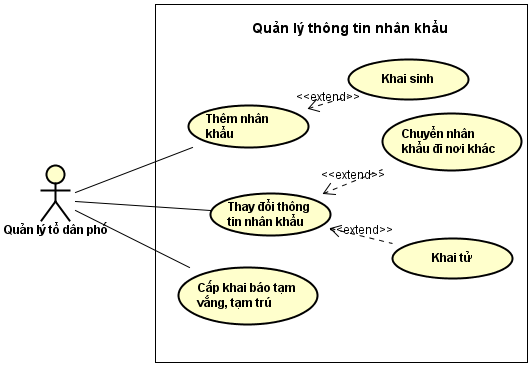 Quản lý thông tin nhân khẩu
Khai sinh
<<extend>>
Thêm nhân
khẩu
Chuyển nhân
khẩu đi nơi khác
<<extend>>
Quản lý tổ dân phố
Thay đổi thông
tin nhân khẩu
<<extend>>
Khai tử
Cấp khai báo tạm
vắng, tạm trú